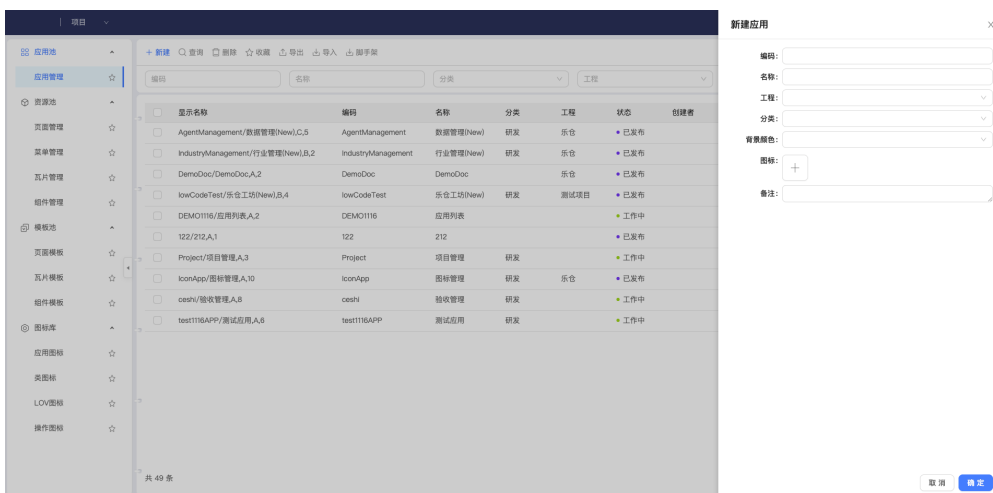 项目
新建应用
应用池
应用管理
资源池
页面管理
菜单管理
瓦片管理
组件管理
模板池
页面模板
瓦片模板
组件模板
图标库
应用图标
类图标
LOV图标
操作图标
+ 新建 查询 删除 收藏 导出 导入 脚手架
编码 名称 分类 工程
显示名称 编码 名称 分类 工程 状态 创建者
AgentManagement/数据管理(New),C,5 AgentManagement 数据管理(New) 研发 乐仓 已发布
IndustryManagement/行业管理(New),B,2 IndustryManagement 行业管理(New) 研发 乐仓 已发布
DemoDoc/DemoDoc,A,2 DemoDoc DemoDoc 乐仓 已发布
lowCodeTest/乐仓工坊(New),B,4 lowCodeTest 乐仓工坊(New) 研发 测试项目 已发布
DEMO1116/应用列表,A,2 DEMO1116 应用列表 工作中
122/212,A,1 122 212 已发布
Project/项目管理,A,3 Project 项目管理 研发 工作中
IconApp/图标管理,A,10 IconApp 图标管理 研发 乐仓 已发布
ceshi/验收管理,A,8 ceshi 验收管理 研发 工作中
test1116APP/测试应用,A,6 test1116APP 测试应用 研发 工作中
共 49 条
编码:
名称:
工程:
分类:
背景颜色:
图标:
备注:
取消 确定